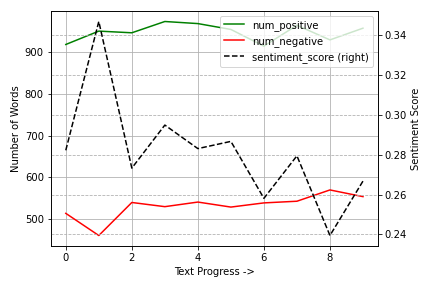 num_positive
num_negative
sentiment_score (right)
900
800
700
600
500
0.34
0.32
0.30
0.28
0.26
0.24
0 2 4 6 8
Number of Words
Sentiment Score
Text Progress ->